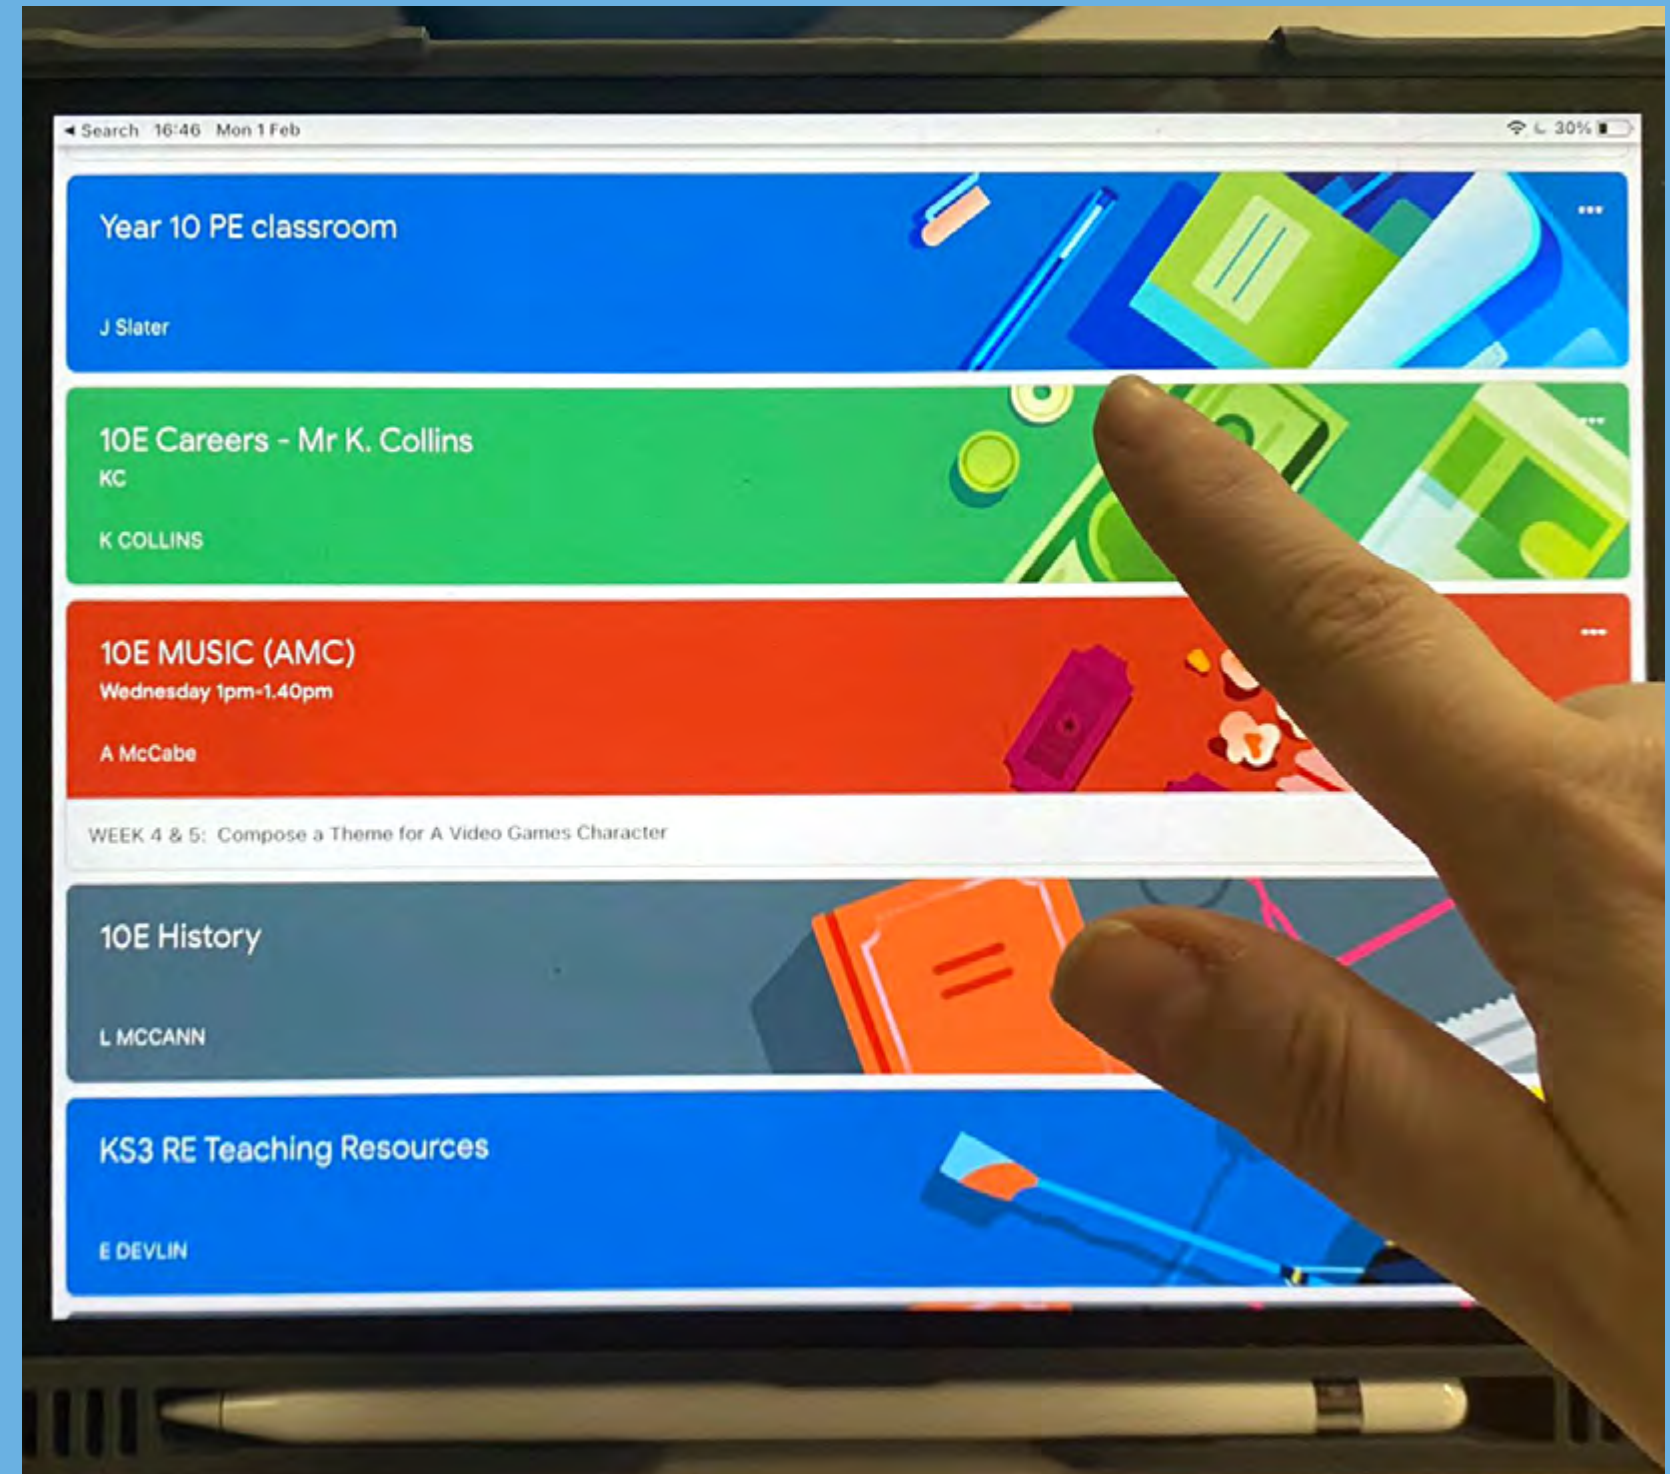 Search 16:46 Mon 1 Feb 30%
Year 10 PE classroom
J Slater
10E Careers - Mr K. Collins
KC
K COLLINS
10E MUSIC (AMC)
Wednesday 1pm-1.40pm
A McCabe
WEEK 4 & 5: Compose a Theme for A Video Games Character
10E History
L MCCANN
KS3 RE Teaching Resources
E DEVLIN